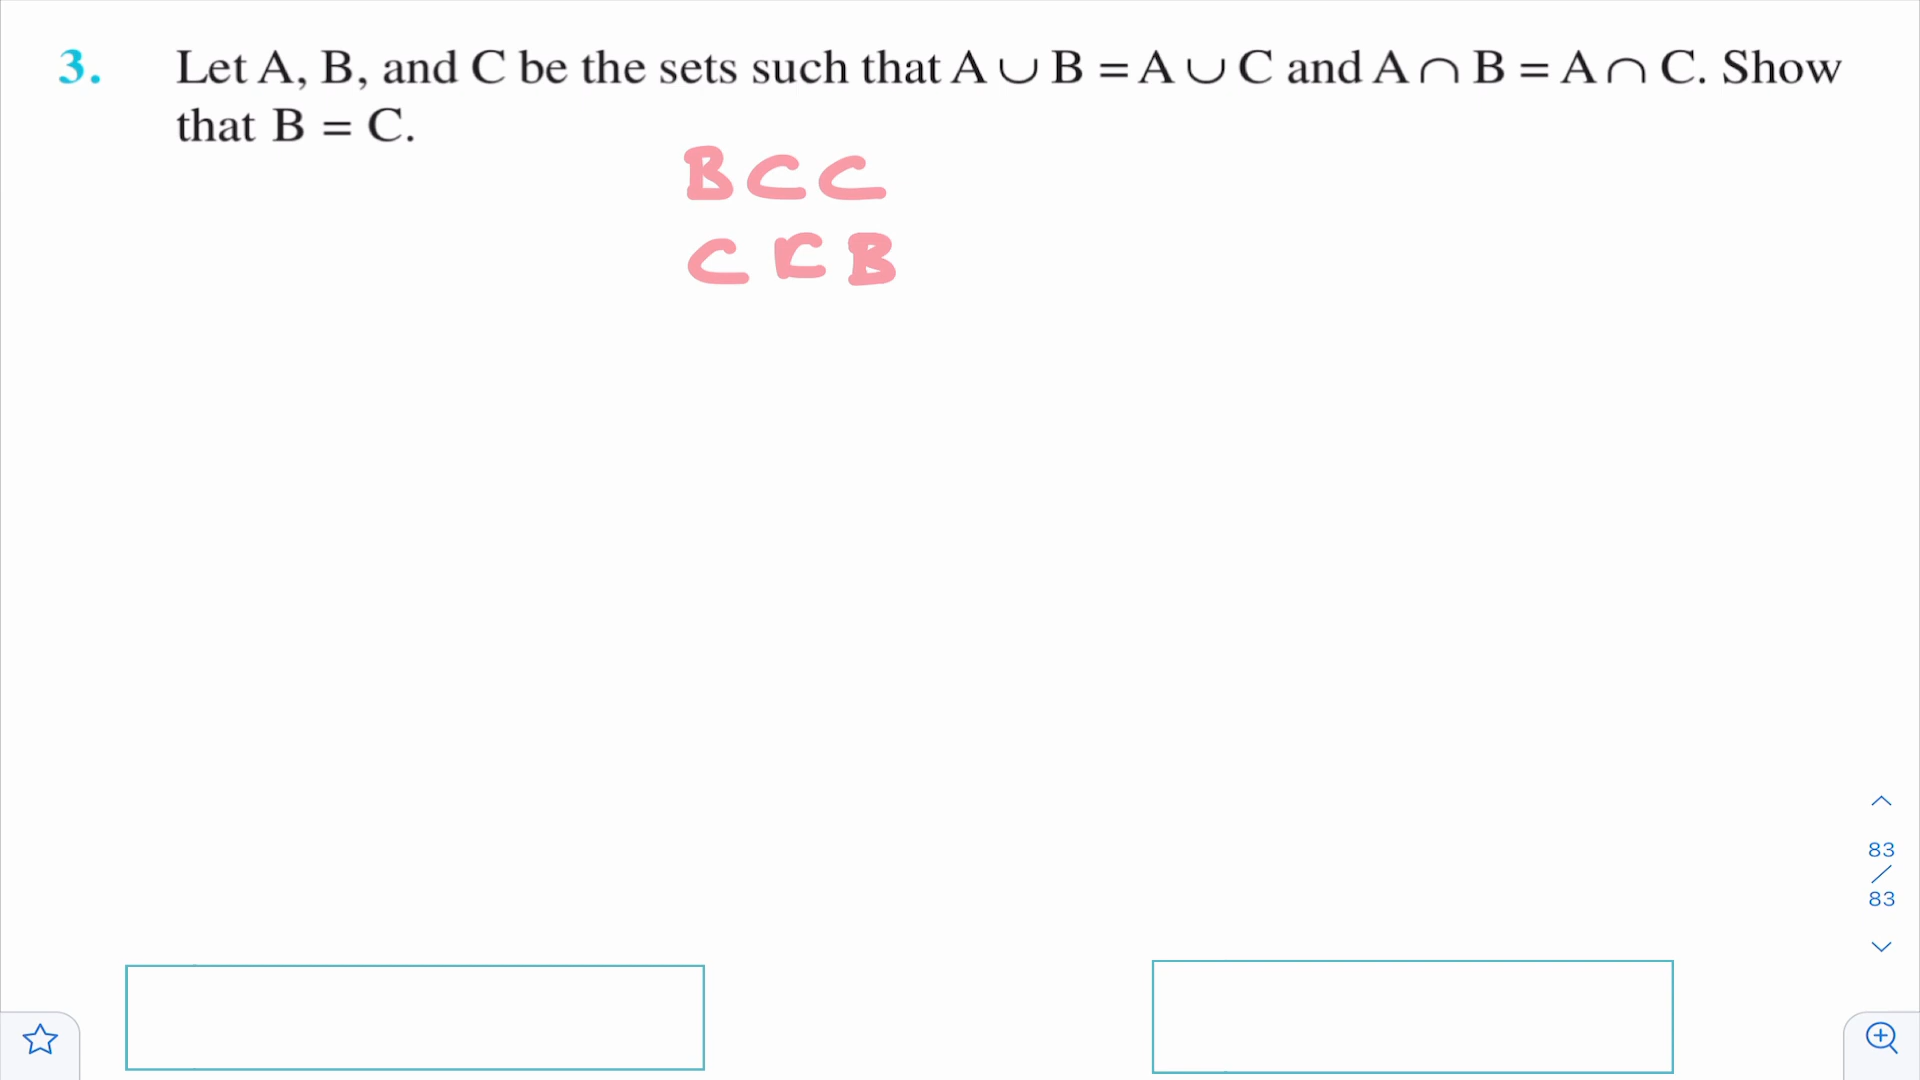 3. Let A, B, and C be the sets such that A ∪ B = A ∪ C and A ∩ B = A ∩ C. Show
that B = C.
B ⊂ C
C ⊂ B
83
/
83